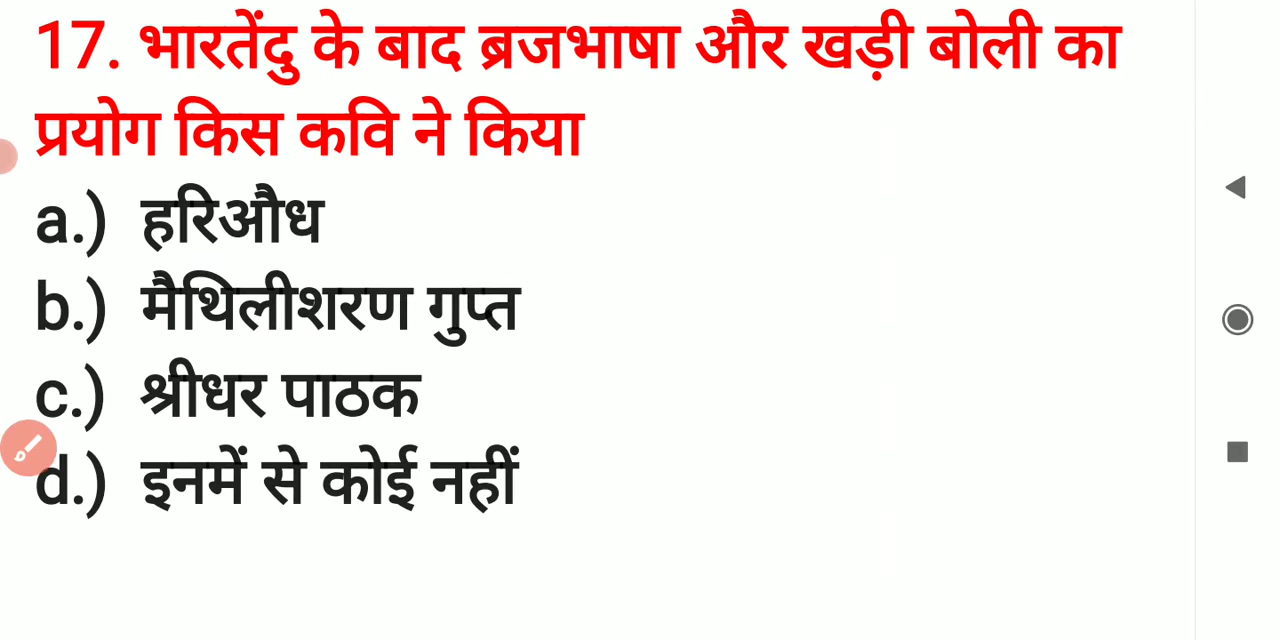 17. भारतेंदु के बाद ब्रजभाषा और खड़ी बोली का
प्रयोग किस कवि ने किया
a.) हरिऔध
b.) मैथिलीशरण गुप्त
c.) श्रीधर पाठक
d.) इनमें से कोई नहीं